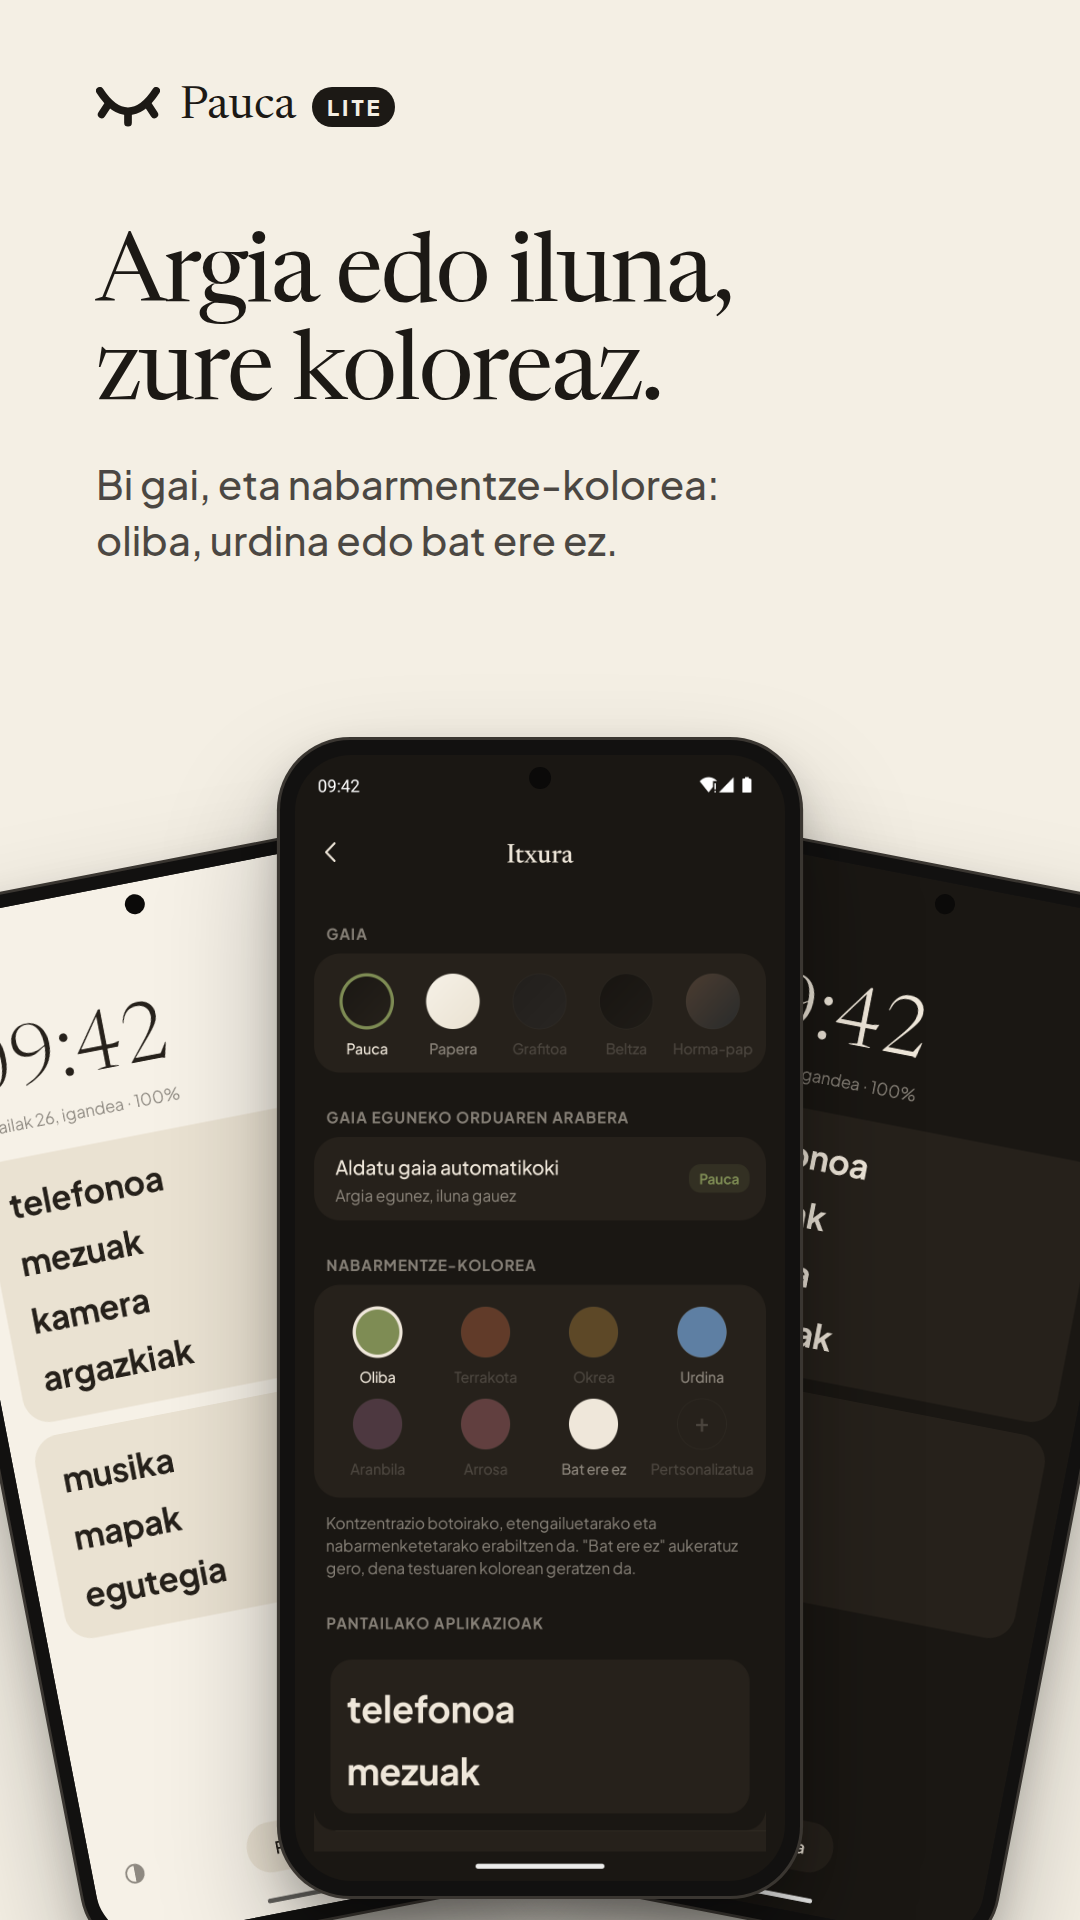 Pauca LITE
Argia edo iluna,
zure koloreaz.
Bi gai, eta nabarmentze-kolorea:
oliba, urdina edo bat ere ez.
09:42
Itxura
GAIA
Pauca Papera Grafitoa Beltza Horma-pap
GAIA EGUNEKO ORDUAREN ARABERA
Aldatu gaia automatikoki
Argia egunez, iluna gauez
Pauca
NABARMENTZE-KOLOREA
Oliba Terrakota Okrea Urdina
Aranbila Arrosa Bat ere ez Pertsonalizatua
Kontzentrazio botoirako, etengailuetarako eta
nabarmenketetarako erabiltzen da. "Bat ere ez" aukeratuz
gero, dena testuaren kolorean geratzen da.
PANTAILAKO APLIKAZIOAK
telefonoa
mezuak
09:42
ailak 26, igandea · 100%
telefonoa
mezuak
kamera
argazkiak
musika
mapak
egutegia
9:42
gandea · 100%
onoa
ak
a
ak
a